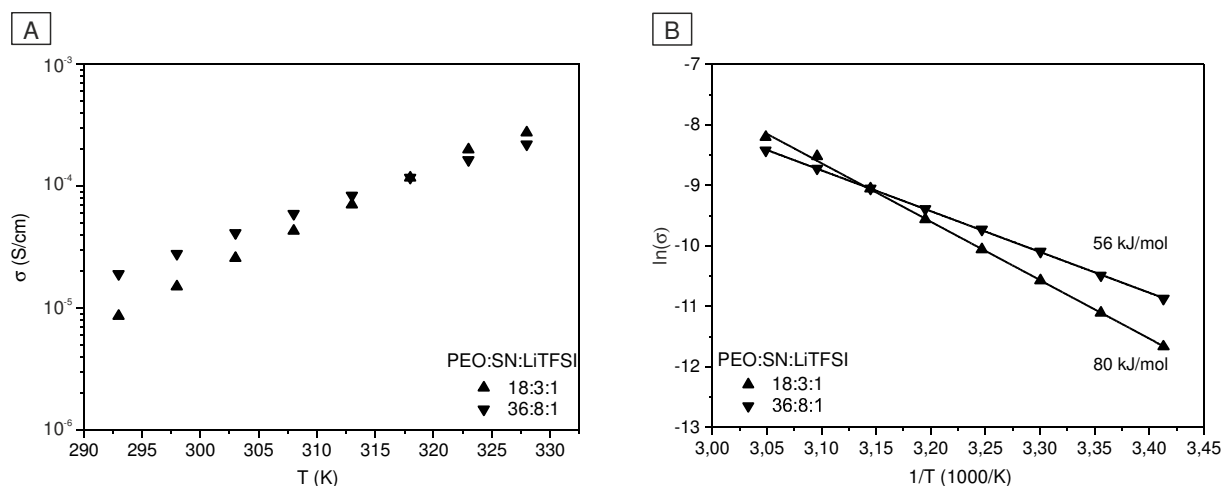 A
10⁻³
10⁻⁴
10⁻⁵
10⁻⁶
σ (S/cm)
PEO:SN:LiTFSI
▲ 18:3:1
▼ 36:8:1
290 295 300 305 310 315 320 325 330
T (K)
B
-7
-8
-9
-10
-11
-12
-13
ln(σ)
56 kJ/mol
80 kJ/mol
PEO:SN:LiTFSI
▲ 18:3:1
▼ 36:8:1
3,00 3,05 3,10 3,15 3,20 3,25 3,30 3,35 3,40 3,45
1/T (1000/K)